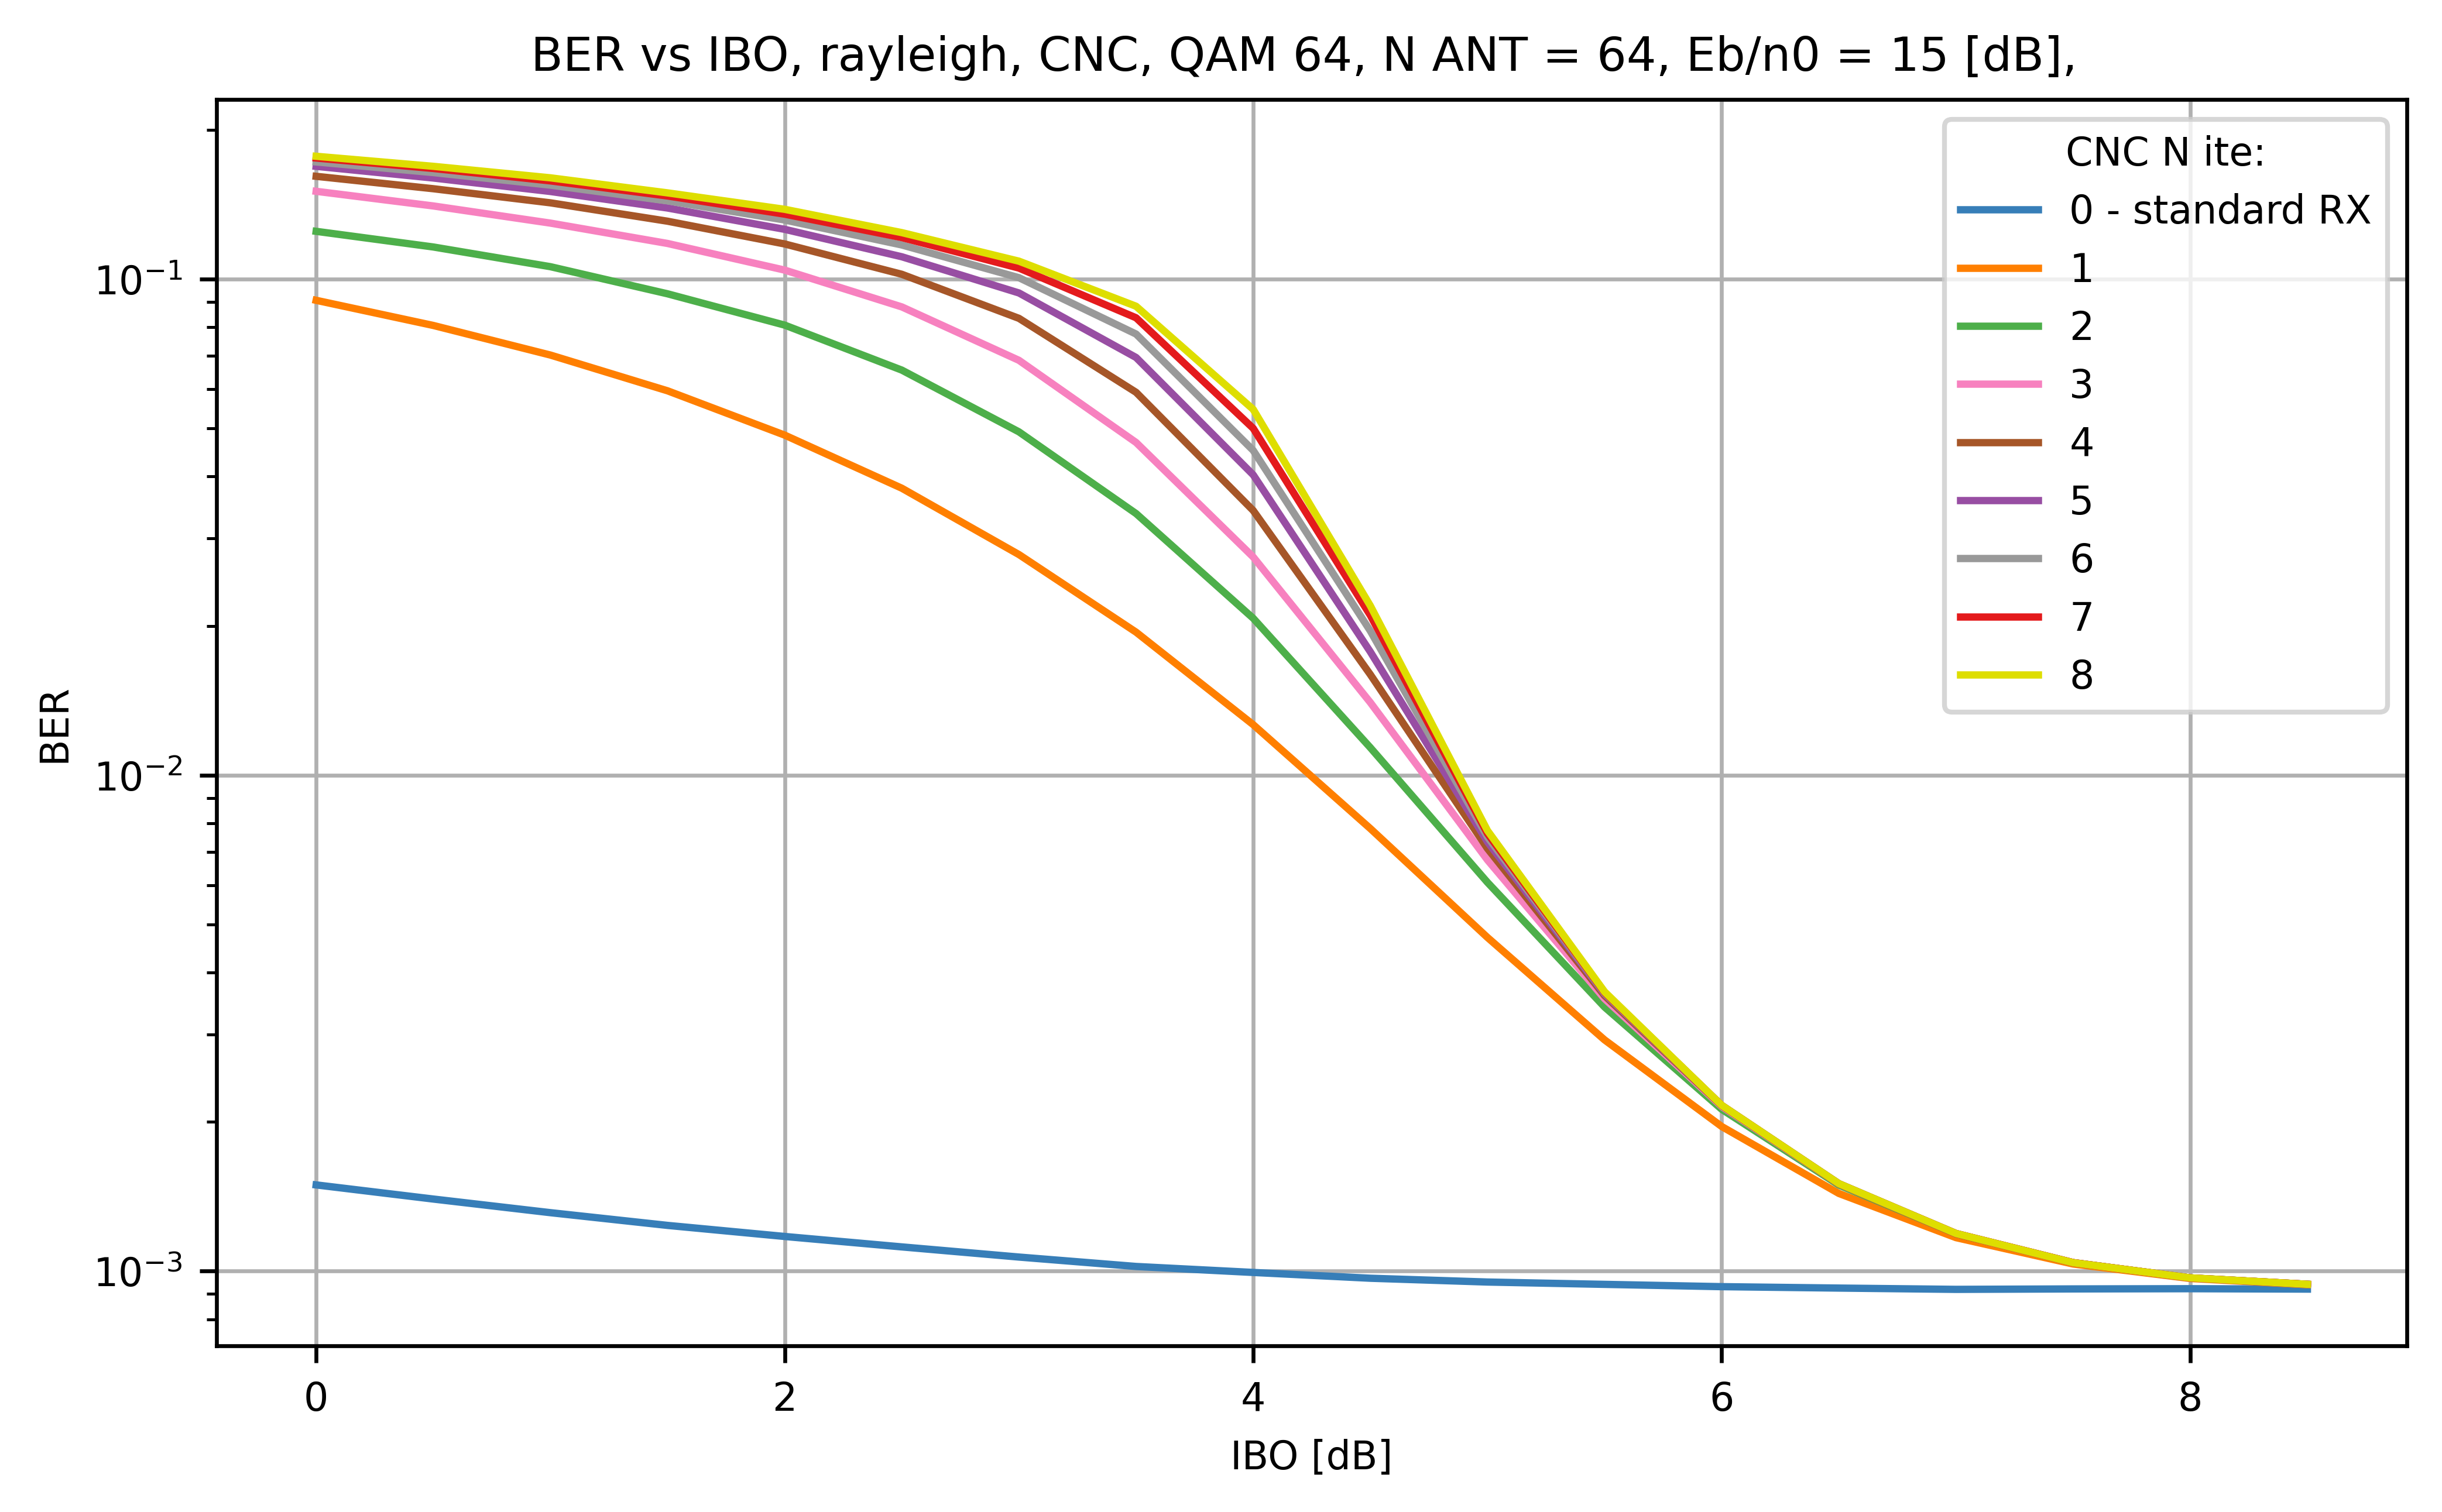 BER vs IBO, rayleigh, CNC, QAM 64, N ANT = 64, Eb/n0 = 15 [dB],
CNC N ite:
0 - standard RX
1
2
3
4
5
6
7
8
BER
10⁻¹
10⁻²
10⁻³
0 2 4 6 8
IBO [dB]